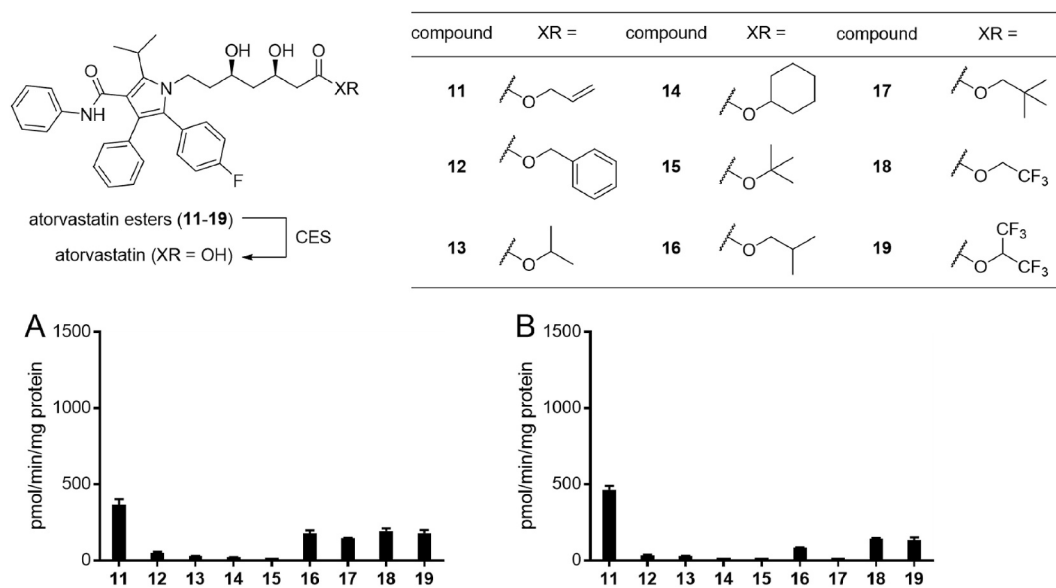 OH OH O
XR
O
NH
N
F
atorvastatin esters (11-19)
CES
atorvastatin (XR = OH)
compound XR = compound XR = compound XR =
11 O 14 O 17 O
12 O 15 O 18 O CF3
13 O 16 O 19 O CF3 CF3
A
1500
1000
500
0
pmol/min/mg protein
11 12 13 14 15 16 17 18 19
B
1500
1000
500
0
pmol/min/mg protein
11 12 13 14 15 16 17 18 19